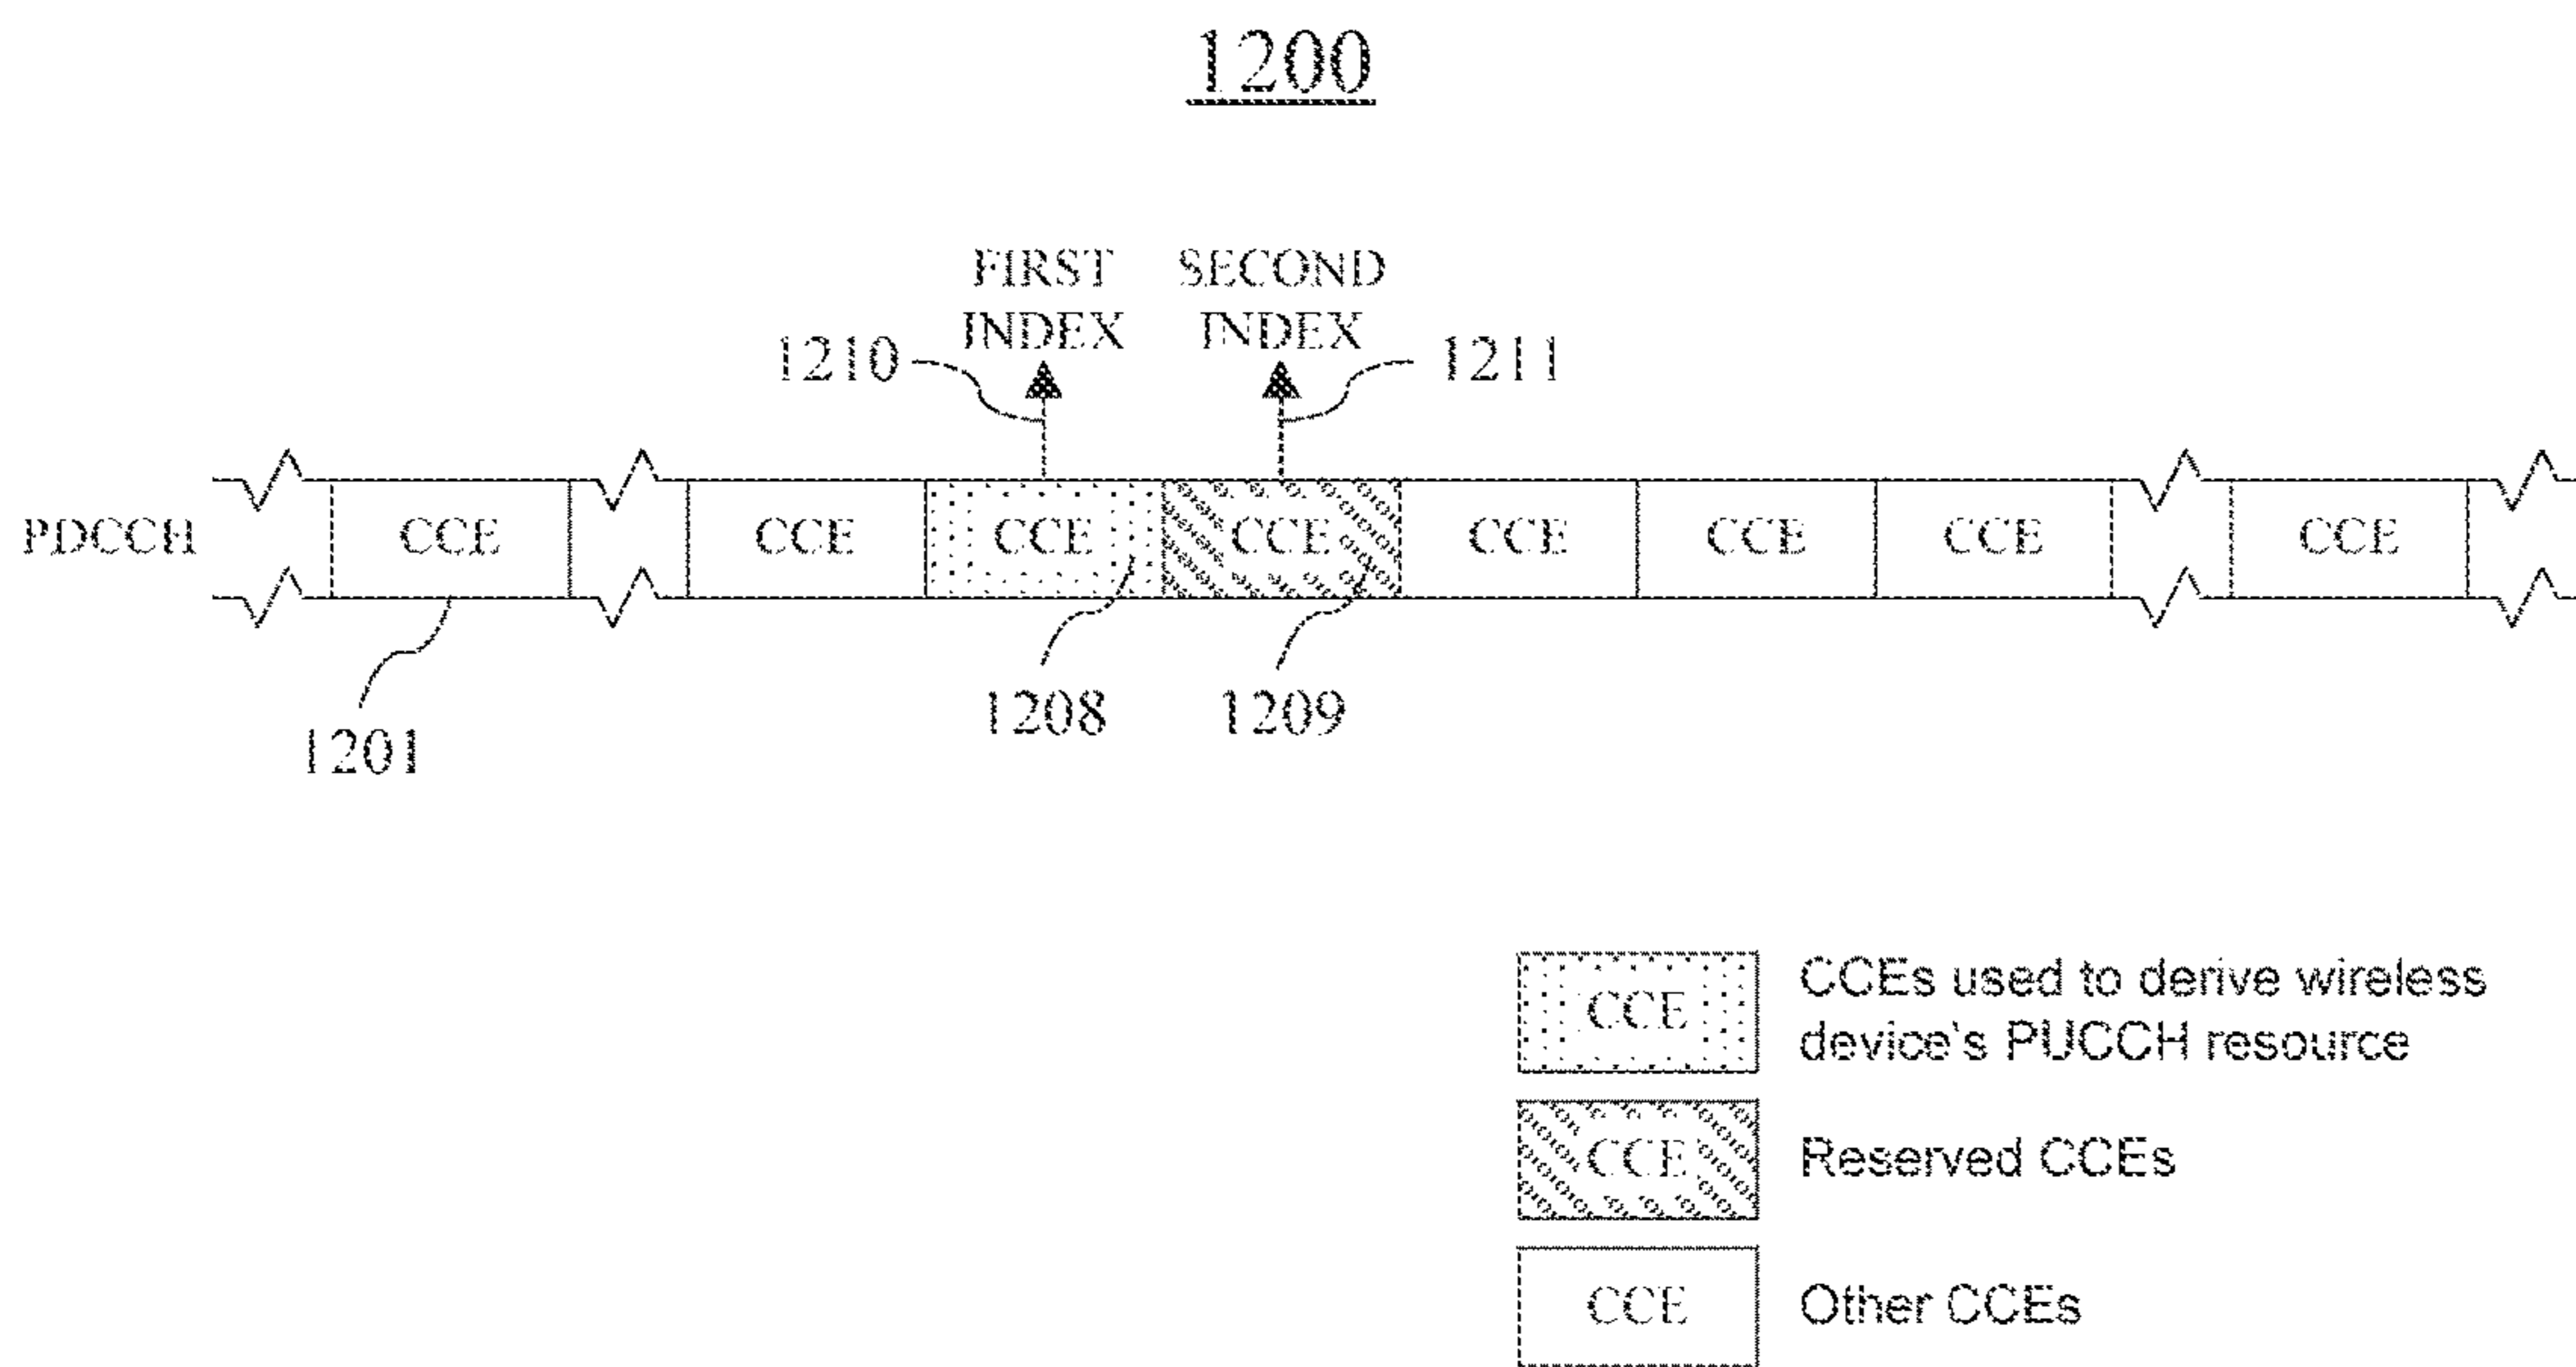 1200
FIRST SECOND
INDEX INDEX
1210 1211
PDCCH CCE CCE CCE CCE CCE CCE CCE CCE
1208 1209
1201
CCE CCEs used to derive wireless
device's PUCCH resource
CCE Reserved CCEs
CCE Other CCEs